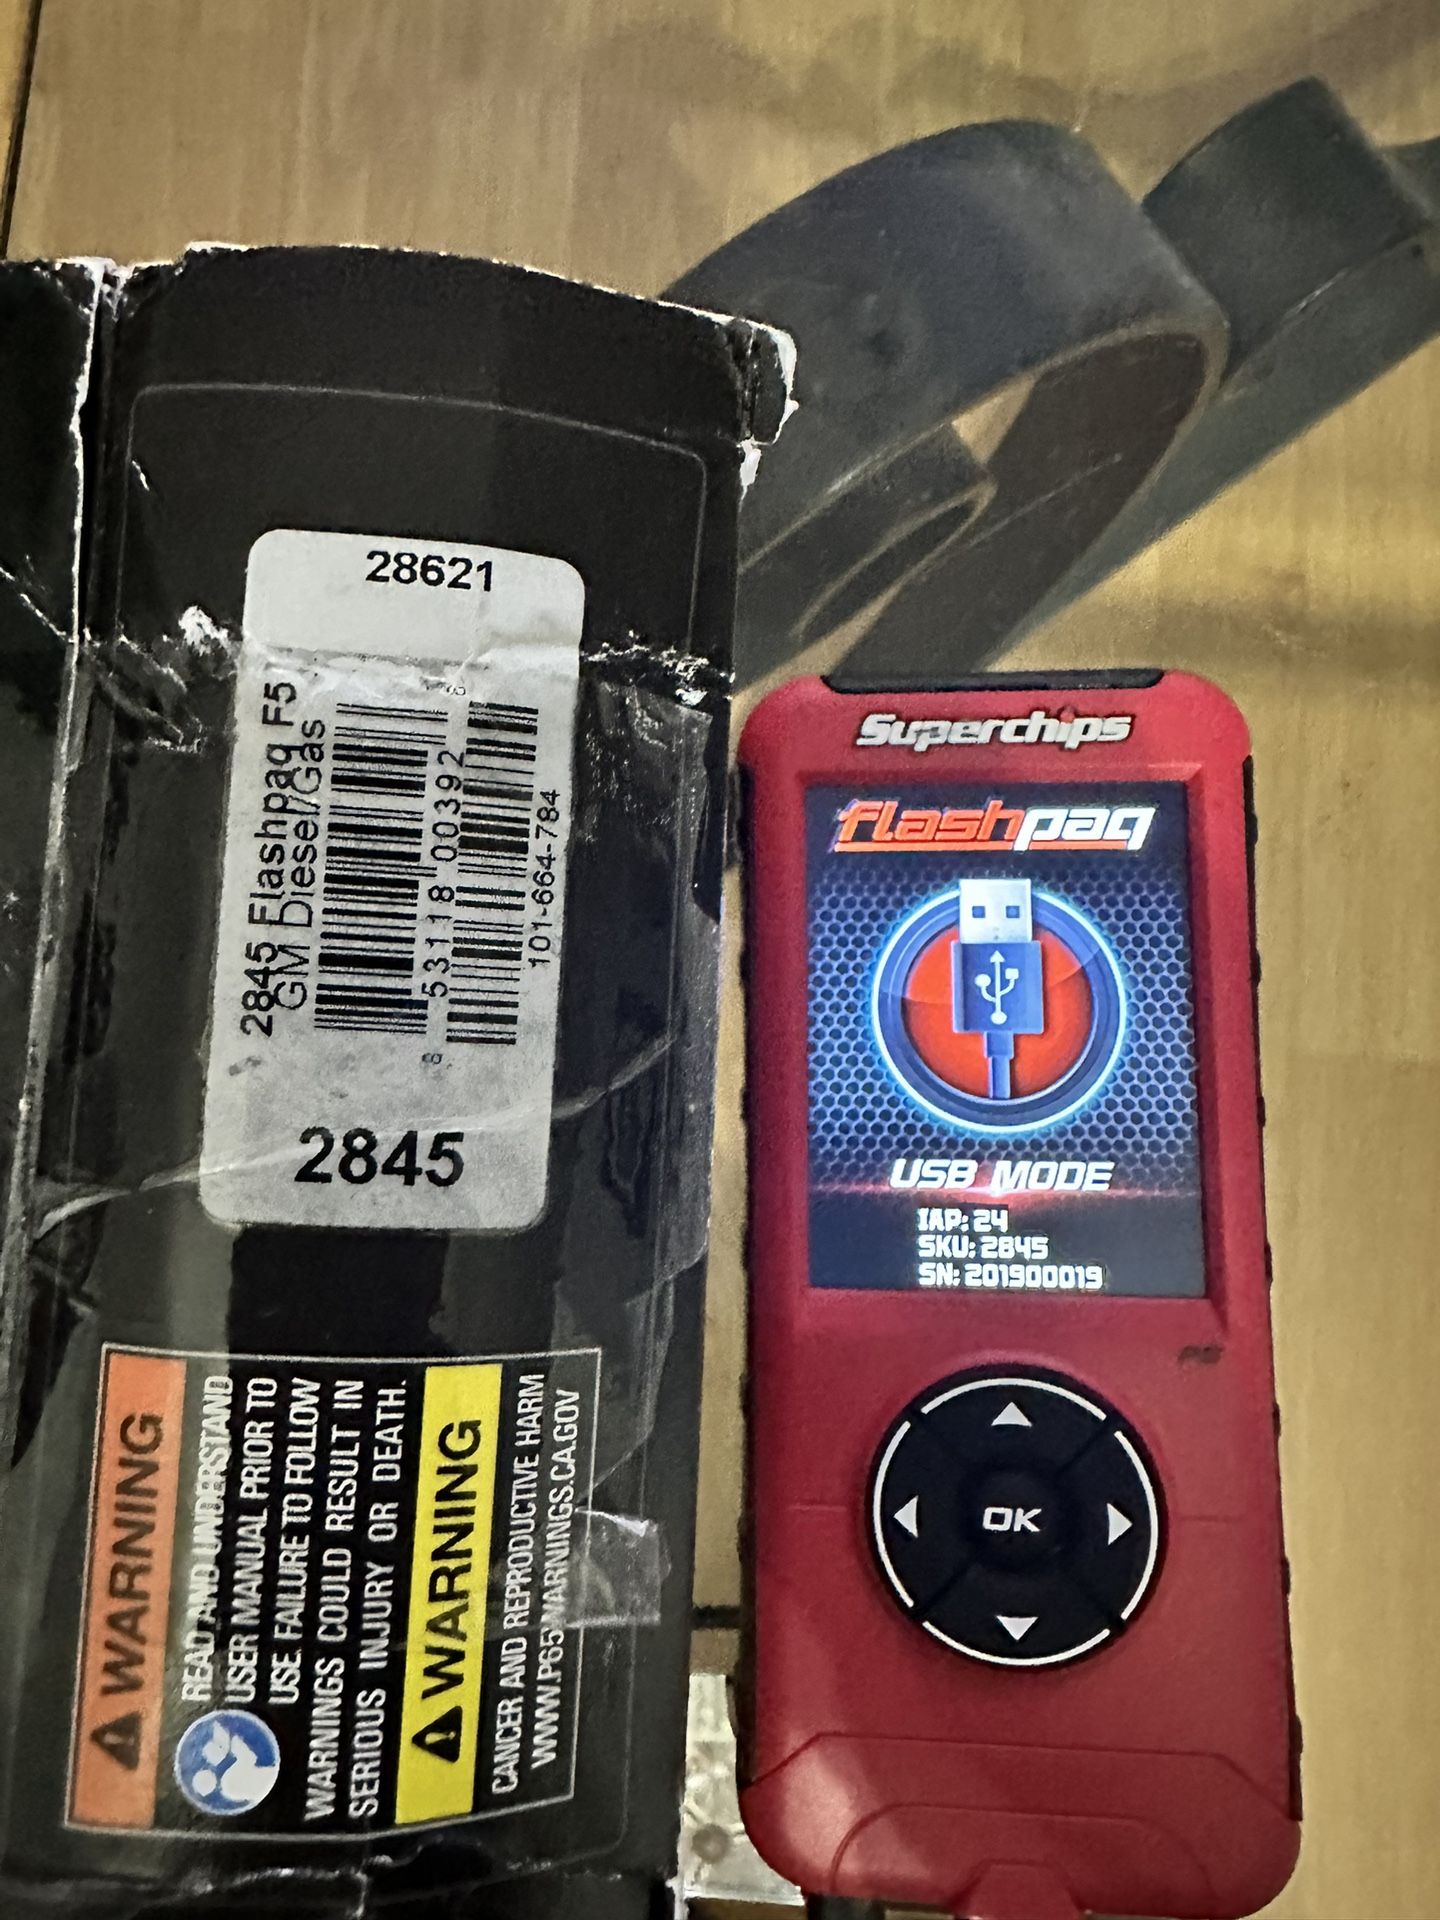 28621
2845 Flashpaq F5
GM Diesel/Gas
8 53118 00392
101-664-784
2845
WARNING
READ AND UNDERSTAND
USER MANUAL PRIOR TO
USE. FAILURE TO FOLLOW
WARNINGS COULD RESULT IN
SERIOUS INJURY OR DEATH.
WARNING
CANCER AND REPRODUCTIVE HARM
WWW.P65WARNINGS.CA.GOV
Superchips
flashpaq
USB MODE
IAP: 24
SKU: 2845
SN: 201900019
OK